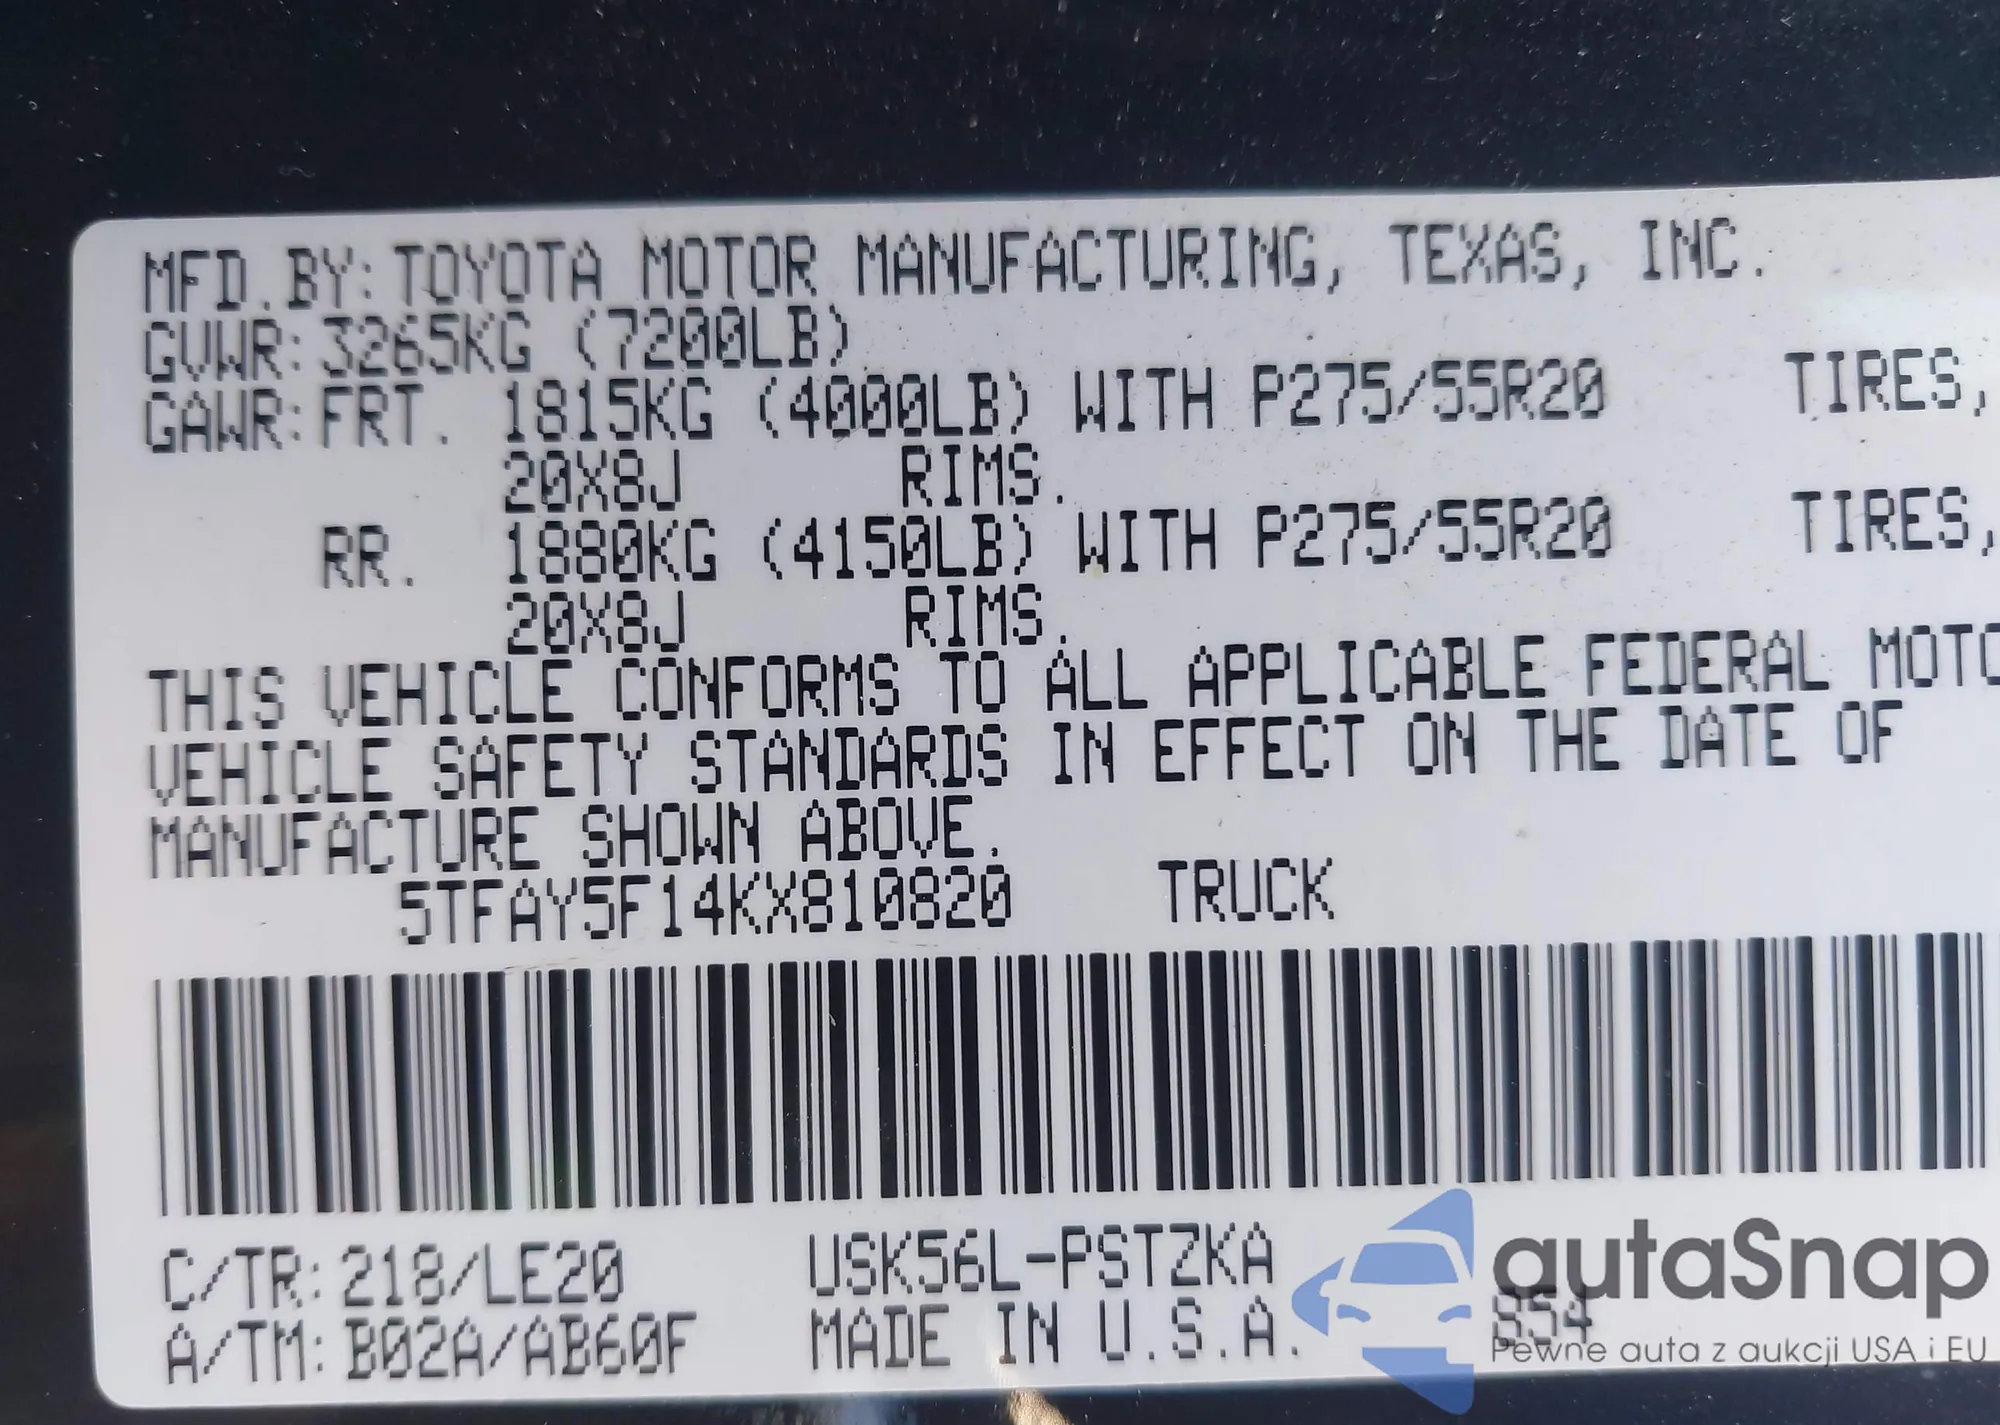 MFD.BY: TOYOTA MOTOR MANUFACTURING, TEXAS, INC.
GVWR: 3265KG (7200LB)
GAWR: FRT. 1815KG (4000LB) WITH P275/55R20 TIRES,
20X8J RIMS.
RR. 1880KG (4150LB) WITH P275/55R20 TIRES,
20X8J RIMS.
THIS VEHICLE CONFORMS TO ALL APPLICABLE FEDERAL MOTO
VEHICLE SAFETY STANDARDS IN EFFECT ON THE DATE OF
MANUFACTURE SHOWN ABOVE.
5TFAY5F14KX810820 TRUCK
C/TR: 218/LE20 USK56L-PSTZKA
A/TM: B02A/AB60F MADE IN U.S.A. 854
autaSnap
Pewne auta z aukcji USA i EU